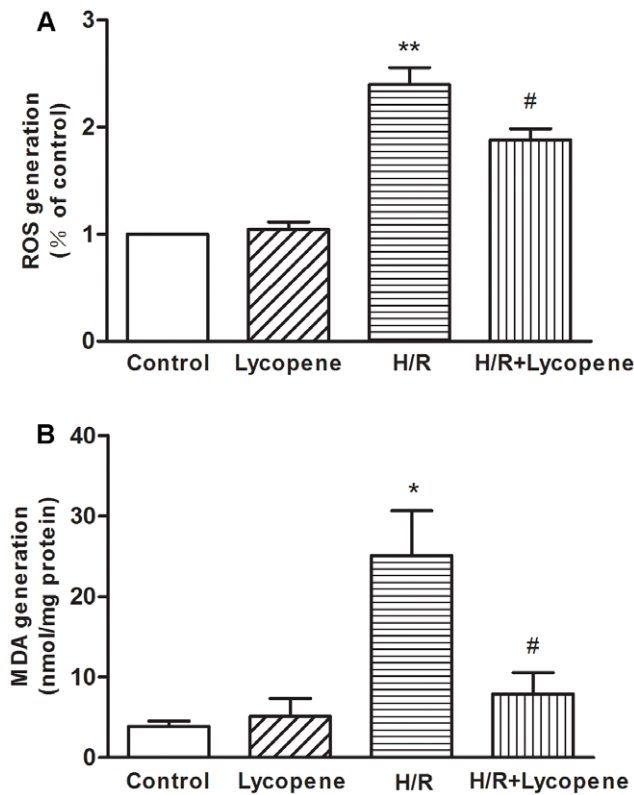 A
ROS generation
(% of control)
3
2
1
0
**
#
Control Lycopene H/R H/R+Lycopene
B
MDA generation
(nmol/mg protein)
40
30
20
10
0
*
#
Control Lycopene H/R H/R+Lycopene